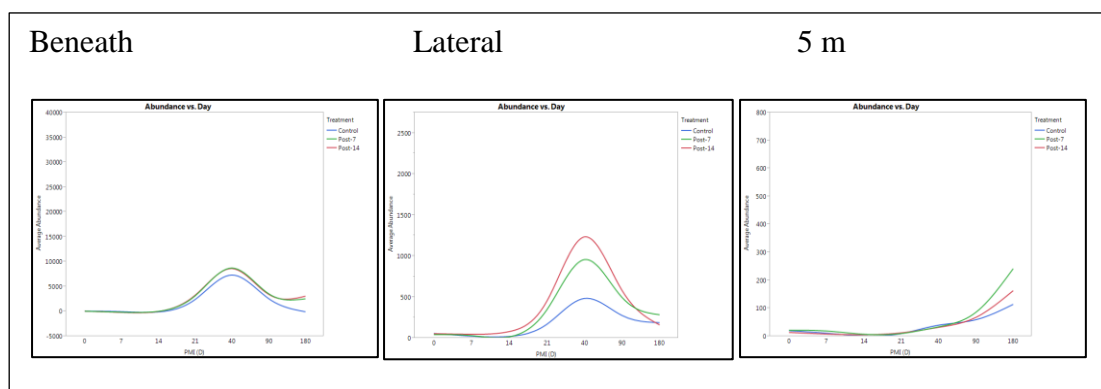 Beneath Lateral 5 m
Abundance vs. Day
40000
35000
30000
25000
20000
15000
10000
5000
0
-5000
Average Abundance
0 7 14 21 40 90 180
PMI (D)
Treatment
Control
Post-7
Post-14
Abundance vs. Day
2500
2000
1500
1000
500
0
Average Abundance
0 7 14 21 40 90 180
PMI (D)
Treatment
Control
Post-7
Post-14
Abundance vs. Day
800
700
600
500
400
300
200
100
0
Average Abundance
0 7 14 21 40 90 180
PMI (D)
Treatment
Control
Post-7
Post-14